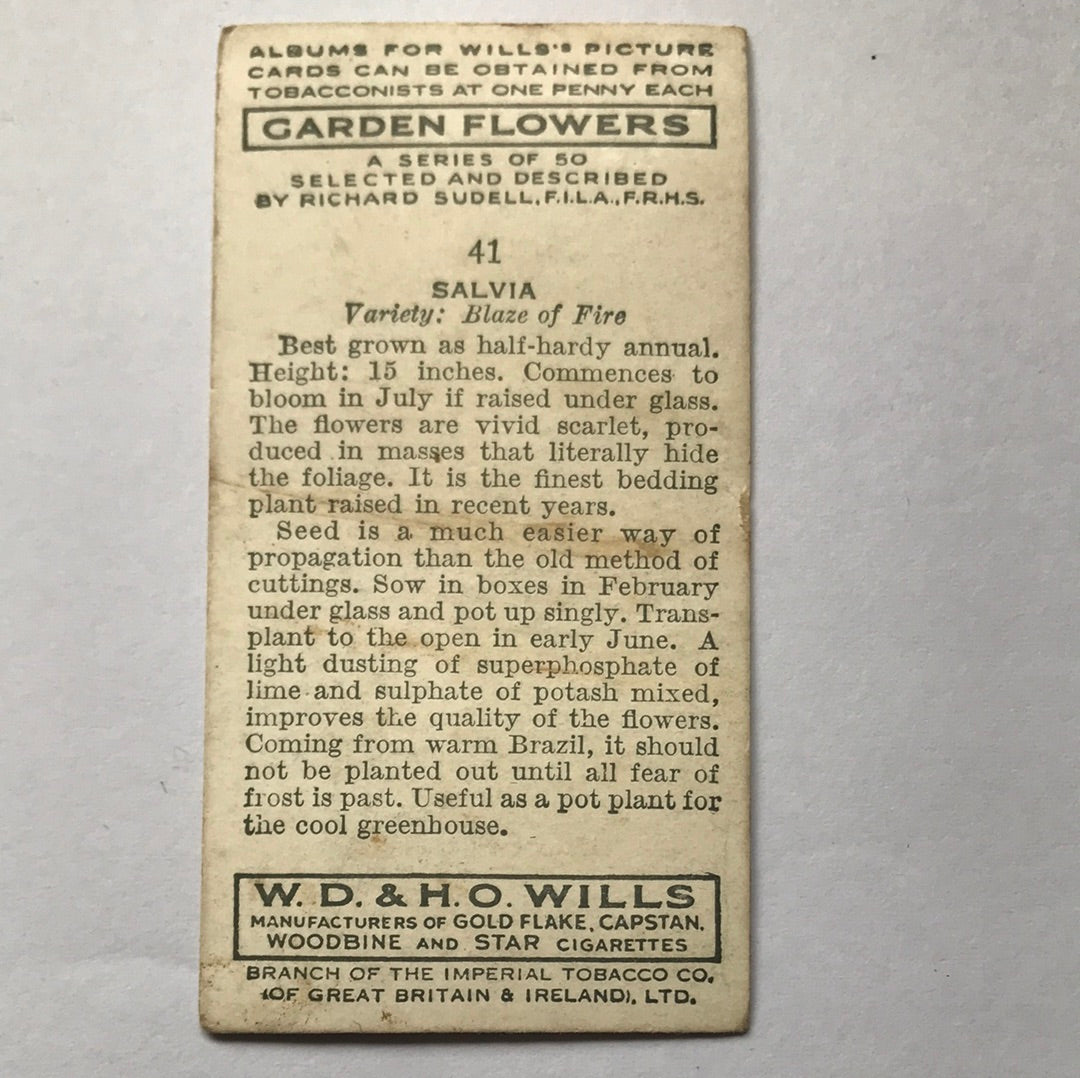 ALBUMS FOR WILLS'S PICTURE
CARDS CAN BE OBTAINED FROM
TOBACCONISTS AT ONE PENNY EACH
GARDEN FLOWERS
A SERIES OF 50
SELECTED AND DESCRIBED
BY RICHARD SUDELL, F.I.L.A., F.R.H.S.
41
SALVIA
Variety: Blaze of Fire
Best grown as half-hardy annual.
Height: 15 inches. Commences to
bloom in July if raised under glass.
The flowers are vivid scarlet, pro-
duced in masses that literally hide
the foliage. It is the finest bedding
plant raised in recent years.
Seed is a much easier way of
propagation than the old method of
cuttings. Sow in boxes in February
under glass and pot up singly. Trans-
plant to the open in early June. A
light dusting of superphosphate of
lime and sulphate of potash mixed,
improves the quality of the flowers.
Coming from warm Brazil, it should
not be planted out until all fear of
frost is past. Useful as a pot plant for
the cool greenhouse.
W. D. & H. O. WILLS
MANUFACTURERS OF GOLD FLAKE, CAPSTAN,
WOODBINE AND STAR CIGARETTES
BRANCH OF THE IMPERIAL TOBACCO CO.
(OF GREAT BRITAIN & IRELAND), LTD.